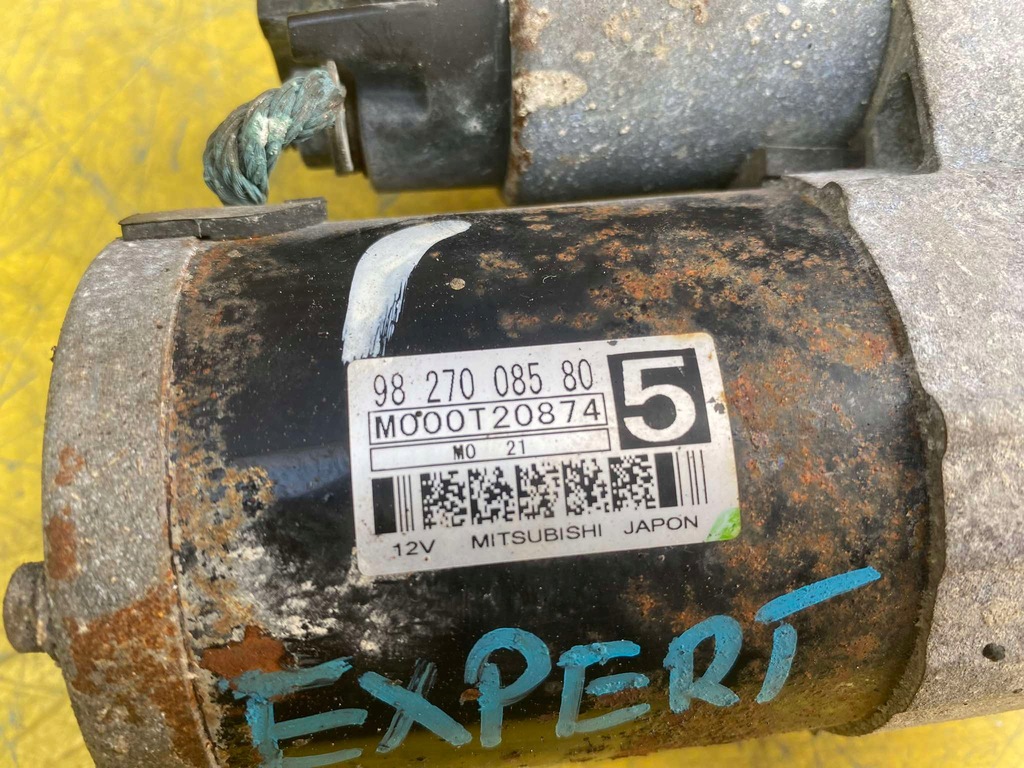 98 270 085 80
5
M000T20874
M0 21
12V MITSUBISHI JAPON
EXPERT